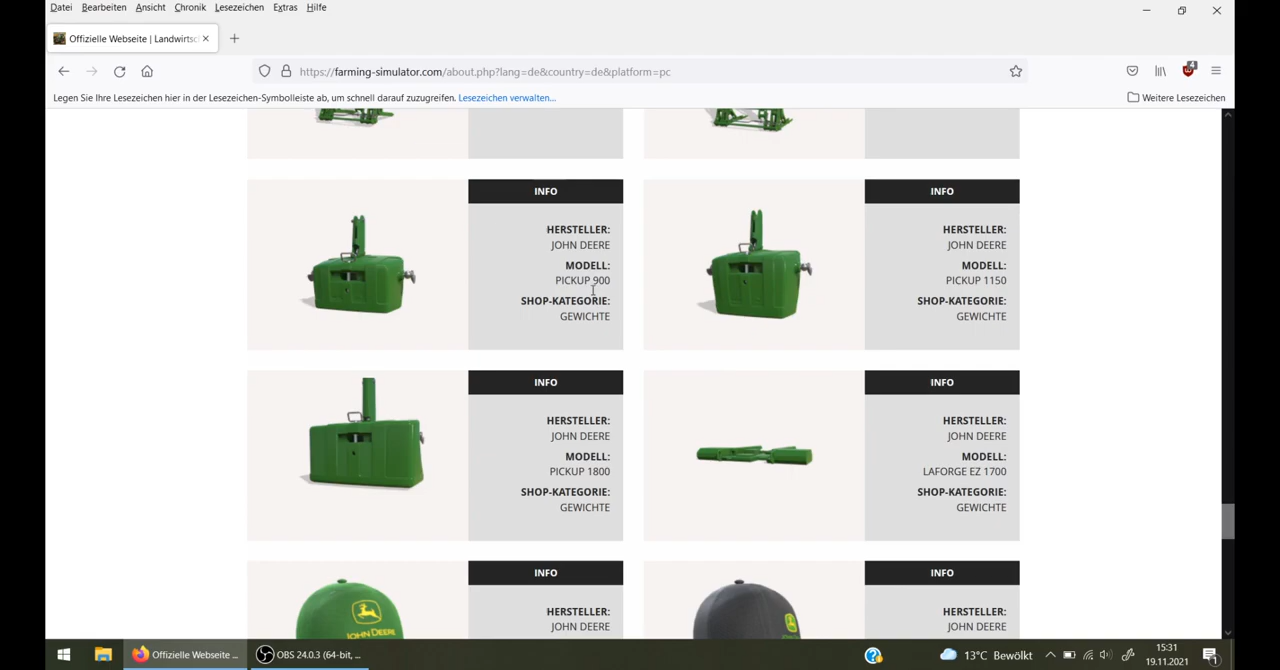 Datei Bearbeiten Ansicht Chronik Lesezeichen Extras Hilfe
Offizielle Webseite | Landwirtsc
https://farming-simulator.com/about.php?lang=de&country=de&platform=pc
4
Legen Sie Ihre Lesezeichen hier in der Lesezeichen-Symbolleiste ab, um schnell darauf zuzugreifen. Lesezeichen verwalten...
Weitere Lesezeichen
INFO
HERSTELLER:
JOHN DEERE
MODELL:
PICKUP 900
SHOP-KATEGORIE:
GEWICHTE
INFO
HERSTELLER:
JOHN DEERE
MODELL:
PICKUP 1150
SHOP-KATEGORIE:
GEWICHTE
INFO
HERSTELLER:
JOHN DEERE
MODELL:
PICKUP 1800
SHOP-KATEGORIE:
GEWICHTE
INFO
HERSTELLER:
JOHN DEERE
MODELL:
LAFORGE EZ 1700
SHOP-KATEGORIE:
GEWICHTE
JOHN DEERE
INFO
HERSTELLER:
JOHN DEERE
INFO
HERSTELLER:
JOHN DEERE
Offizielle Webseite ...
OBS 24.0.3 (64-bit, ...
13°C Bewölkt
15:31
19.11.2021
1